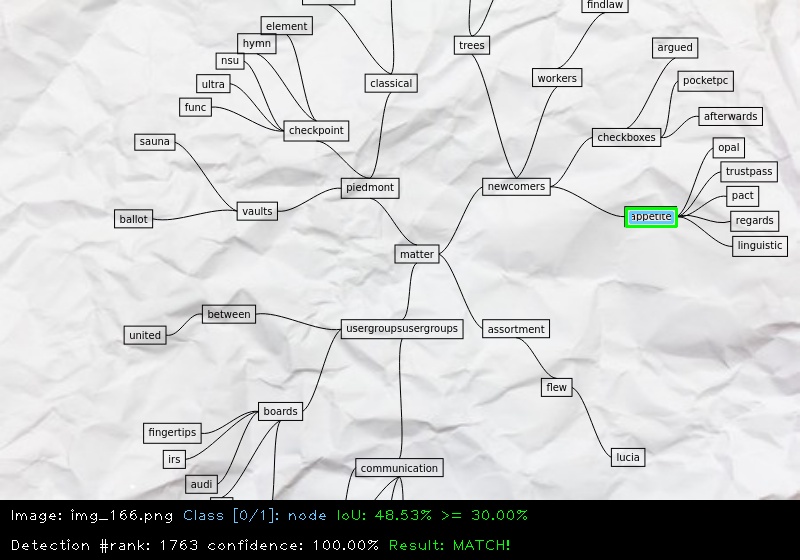 findlaw
element
hymn
trees
argued
nsu
workers
pocketpc
ultra
classical
func
afterwards
checkpoint
checkboxes
sauna
opal
trustpass
piedmont
newcomers
pact
vaults
ballot
appetite
regards
linguistic
matter
between
united
usergroupsusergroups
assortment
flew
boards
fingertips
irs
lucia
communication
audi
Image: img_166.png Class [0/1]: node IoU: 48.53% >= 30.00%
Detection #rank: 1763 confidence: 100.00% Result: MATCH!